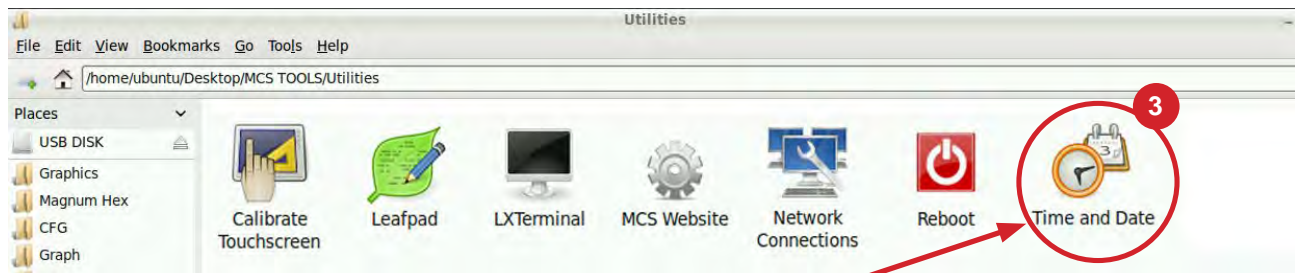 Utilities
File Edit View Bookmarks Go Tools Help
/home/ubuntu/Desktop/MCS TOOLS/Utilities
Places
USB DISK
Graphics
Magnum Hex
CFG
Graph
Calibrate
Touchscreen
Leafpad
LXTerminal
MCS Website
Network
Connections
Reboot
3
3
Time and Date